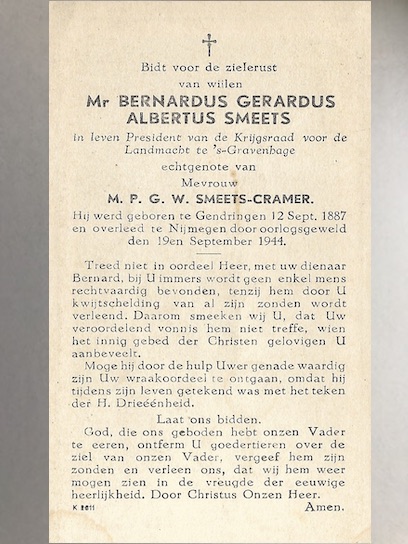 Bidt voor de zielerust
van wijlen
Mr BERNARDUS GERARDUS
ALBERTUS SMEETS
in leven President van de Krijgsraad voor de
Landmacht te 's-Gravenhage
echtgenote van
Mevrouw
M. P. G. W. SMEETS-CRAMER.
Hij werd geboren te Gendringen 12 Sept. 1887
en overleed te Nijmegen door oorlogsgeweld
den 19en September 1944.
Treed niet in oordeel Heer, met uw dienaar
Bernard, bij U immers wordt geen enkel mens
rechtvaardig bevonden, tenzij hem door U
kwijtschelding van al zijn zonden wordt
verleend. Daarom smeeken wij U, dat Uw
veroordelend vonnis hem niet treffe, wien
het innig gebed der Christen gelovigen U
aanbeveelt.
Moge hij door de hulp Uwer genade waardig
zijn Uw wraakoordeel te ontgaan, omdat hij
tijdens zijn leven getekend was met het teken
der H. Drieëénheid.
Laat ons bidden.
God, die ons geboden hebt onzen Vader
te eeren, ontferm U goedertieren over de
ziel van onzen Vader, vergeef hem zijn
zonden en verleen ons, dat wij hem weer
mogen zien in de vreugde der eeuwige
heerlijkheid. Door Christus Onzen Heer.
K 2611 Amen.